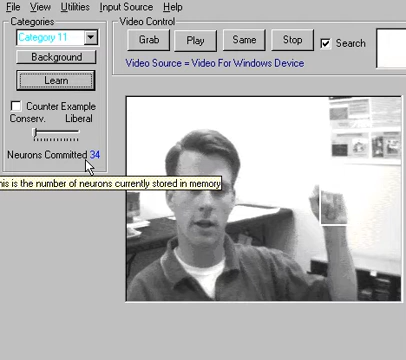 File View Utilities Input Source Help
Categories
Video Control
Category 11
Grab Play Same Stop Search
Background
Video Source = Video For Windows Device
Learn
Counter Example
Conserv. Liberal
Neurons Committed 34
his is the number of neurons currently stored in memory